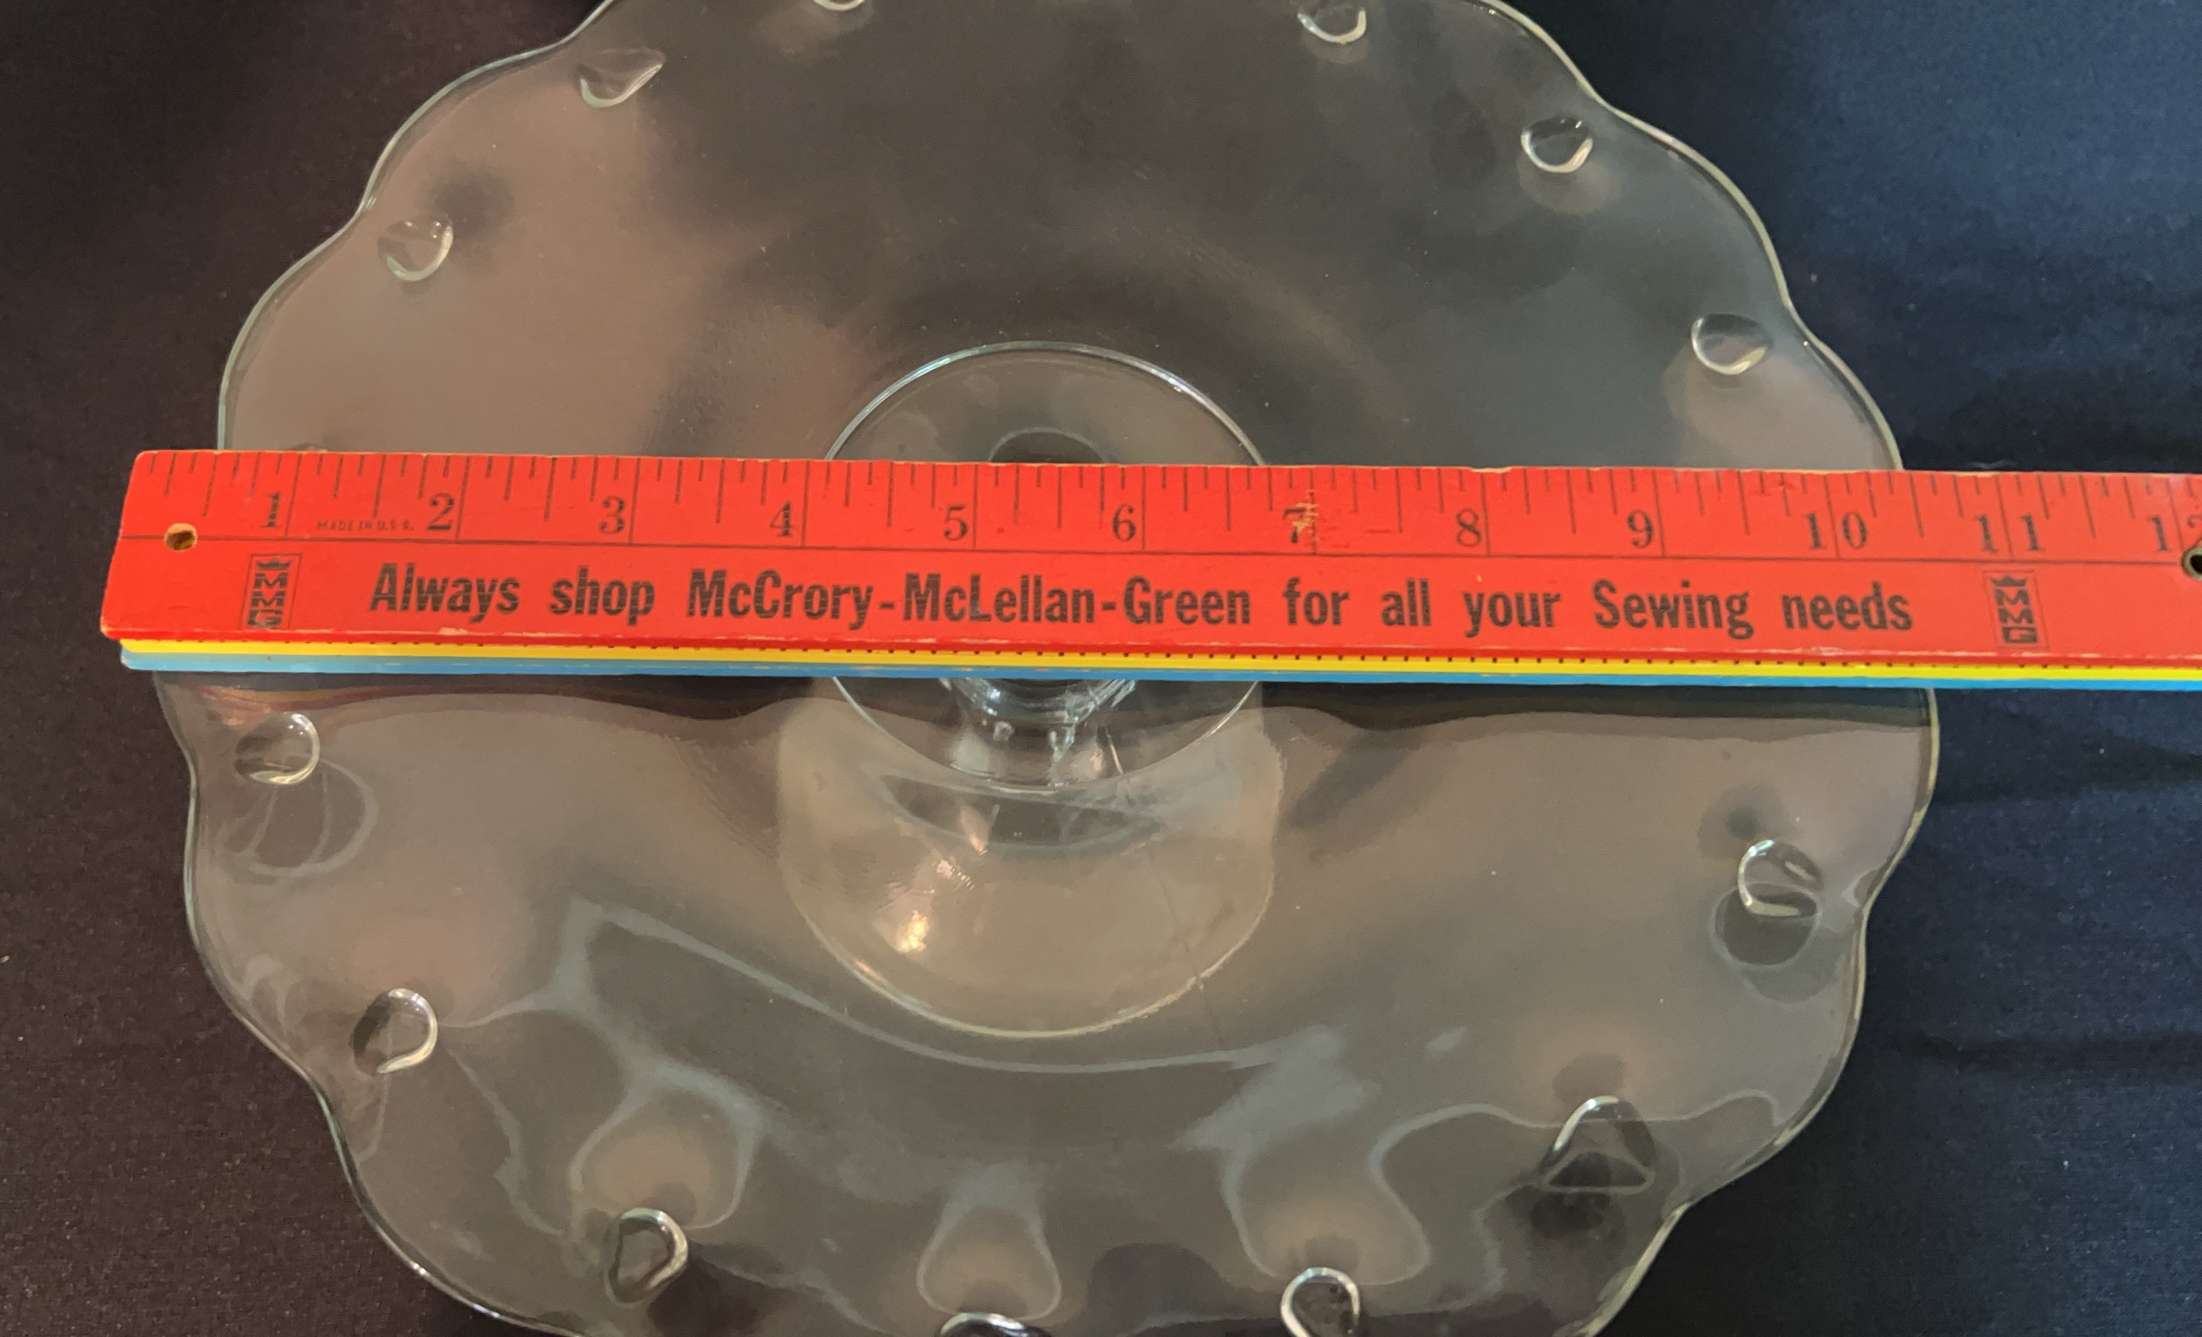 1 2 3 4 5 6 7 8 9 10 11 12
MADE IN U.S.A.
MMG Always shop McCrory-McLellan-Green for all your Sewing needs MMG